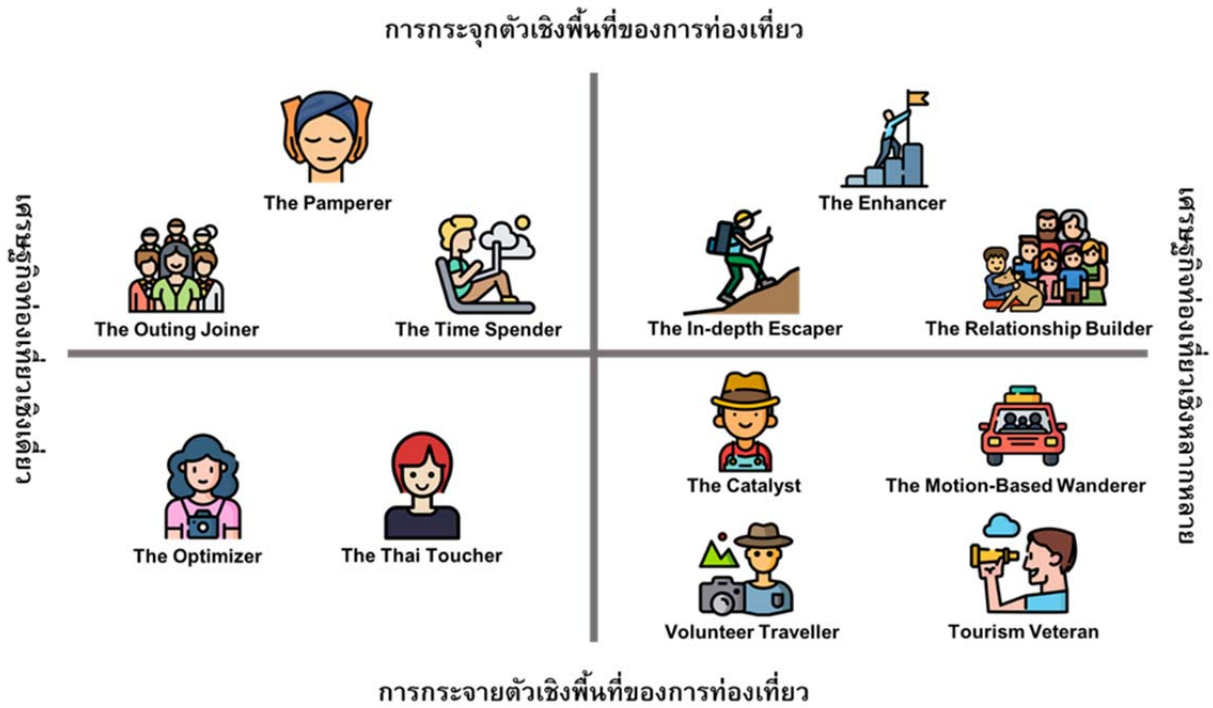 การกระจุกตัวเชิงพื้นที่ของการท่องเที่ยว
The Pamperer
The Enhancer
The Outing Joiner
The Time Spender
The In-depth Escaper
The Relationship Builder
เศรษฐกิจท่องเที่ยวเชิงเดี่ยว
เศรษฐกิจท่องเที่ยวเชิงหลากหลาย
The Catalyst
The Motion-Based Wanderer
The Optimizer
The Thai Toucher
Volunteer Traveller
Tourism Veteran
การกระจายตัวเชิงพื้นที่ของการท่องเที่ยว